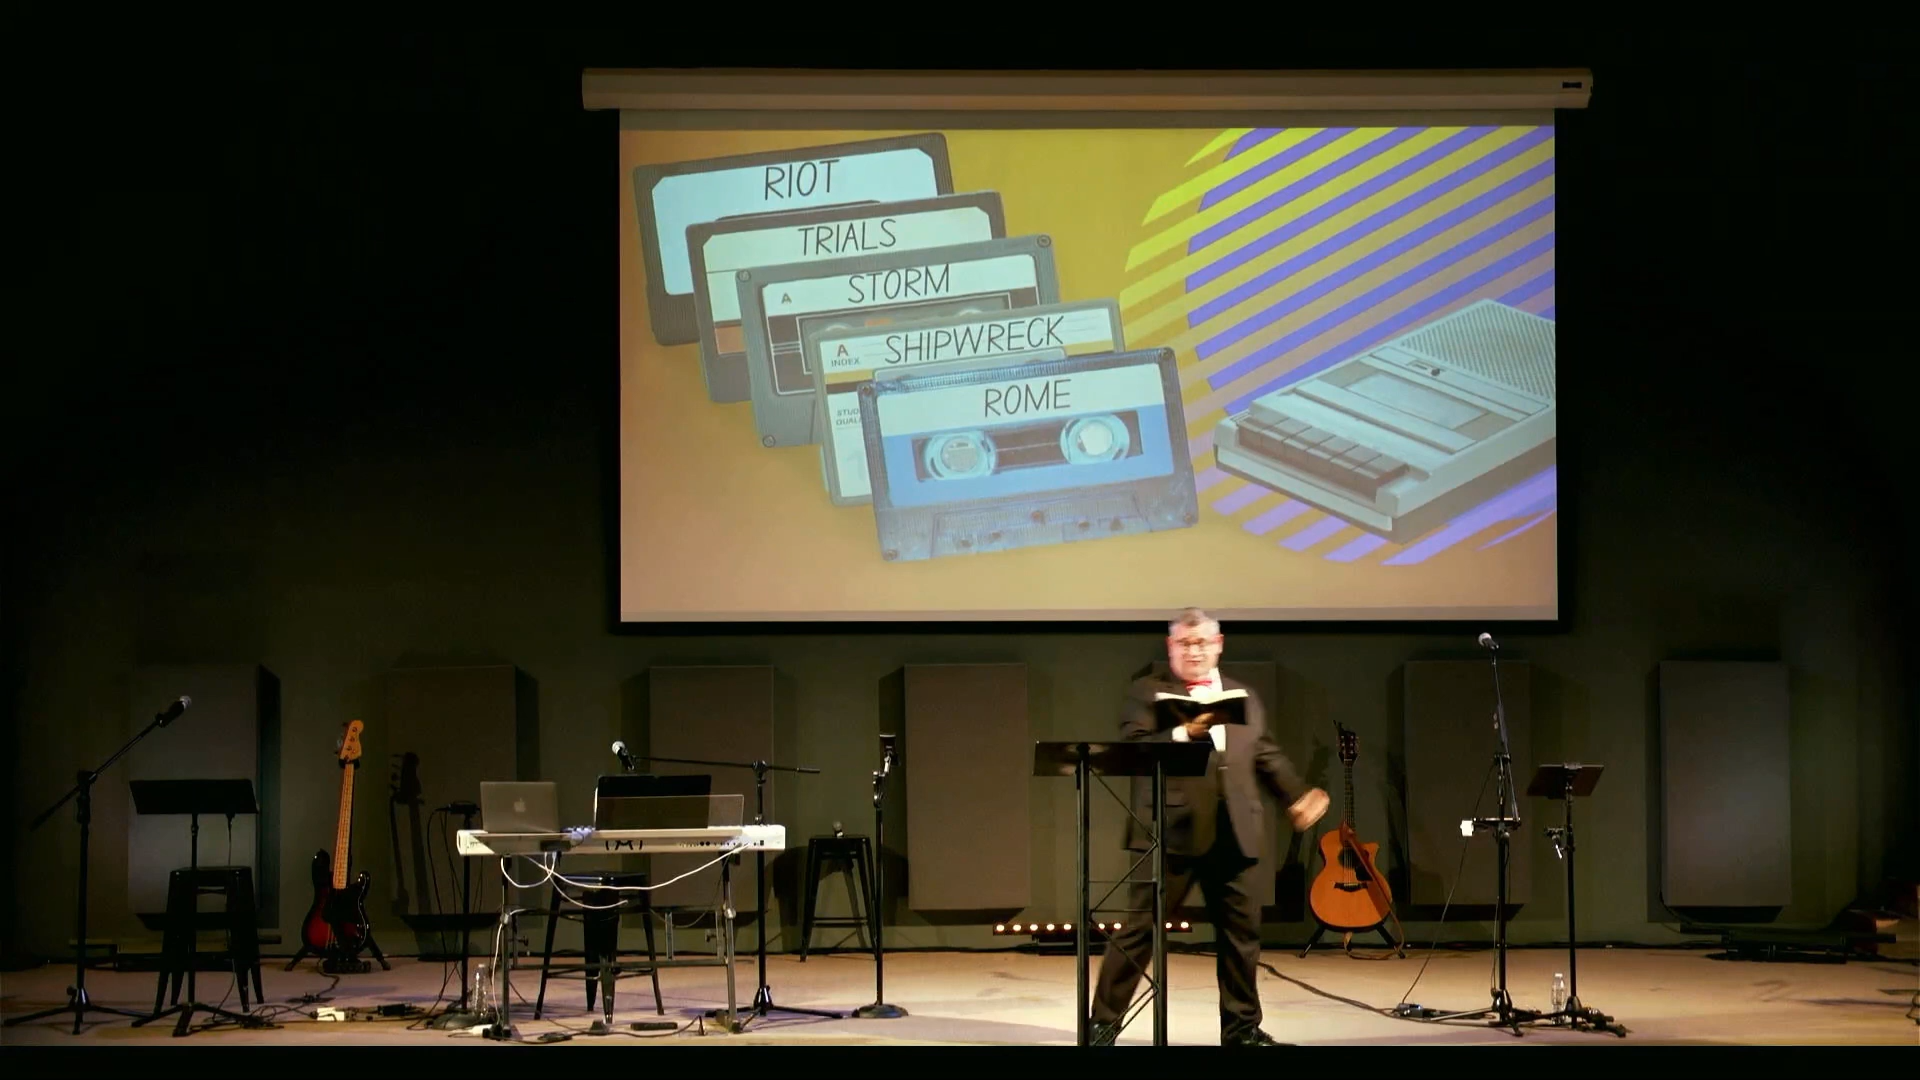 RIOT
TRIALS
A
STORM
A
INDEX
SHIPWRECK
ROME